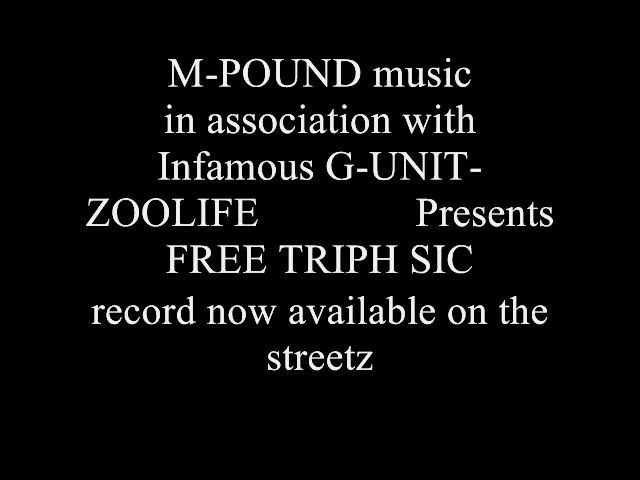 M-POUND music
in association with
Infamous G-UNIT-
ZOOLIFE Presents
FREE TRIPH SIC
record now available on the
streetz